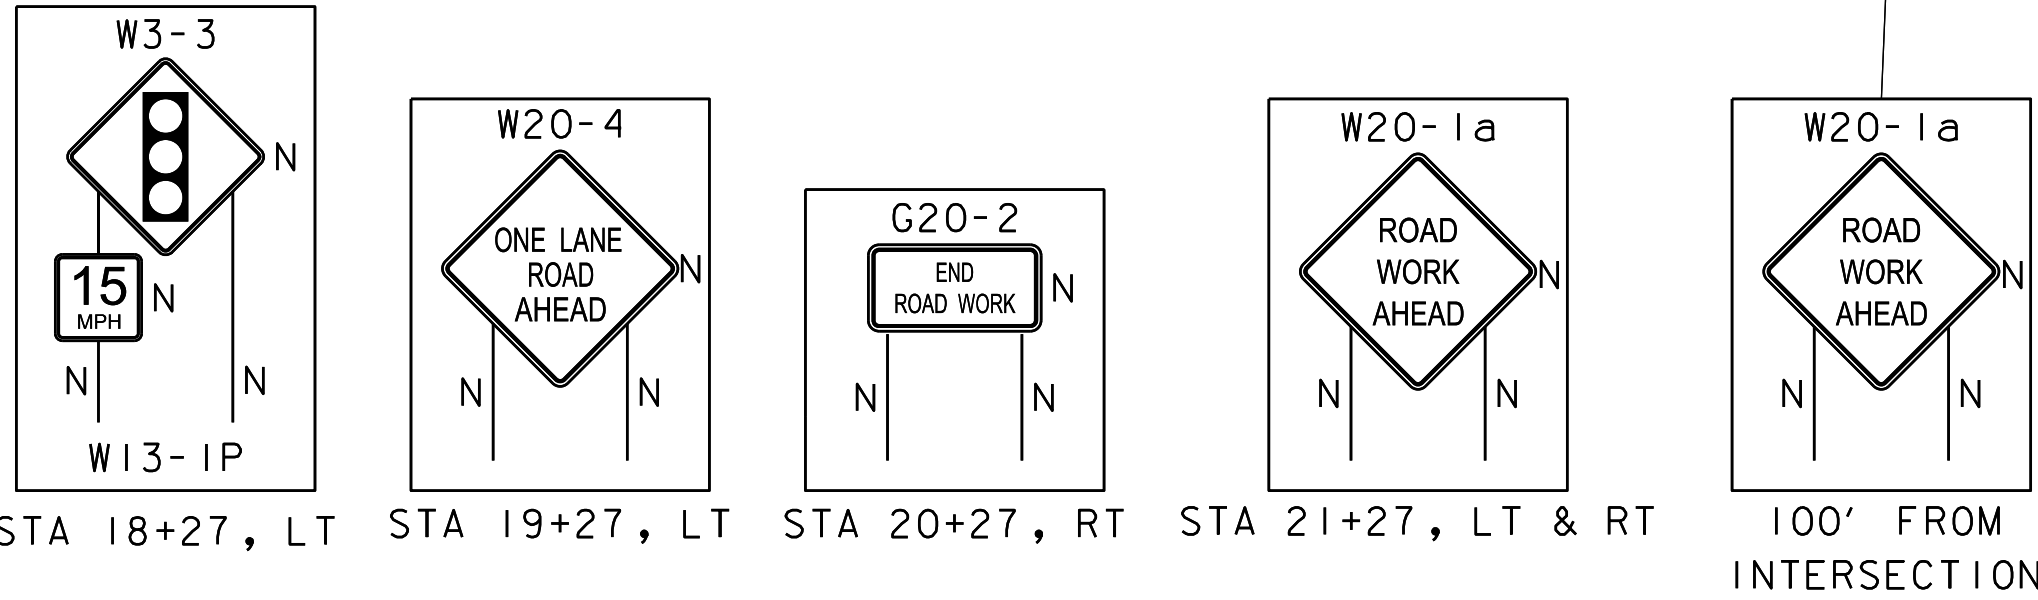 W3-3
N
15
MPH
N
N
N
W13-1P
STA 18+27, LT
W20-4
ONE LANE
ROAD
AHEAD
N
N
N
STA 19+27, LT
G20-2
END
ROAD WORK
N
N
N
STA 20+27, RT
W20-1a
ROAD
WORK
AHEAD
N
N
N
STA 21+27, LT & RT
W20-1a
ROAD
WORK
AHEAD
N
N
N
100' FROM
INTERSECTION